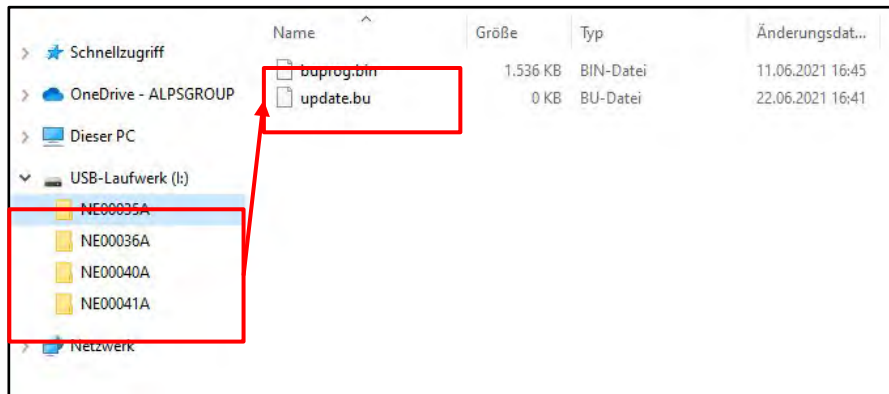 Name Größe Typ Änderungsdat...
Schnellzugriff
OneDrive - ALPSGROUP
Dieser PC
USB-Laufwerk (I:)
NE00035A
NE00036A
NE00040A
NE00041A
Netzwerk
buprog.bin 1.536 KB BIN-Datei 11.06.2021 16:45
update.bu 0 KB BU-Datei 22.06.2021 16:41